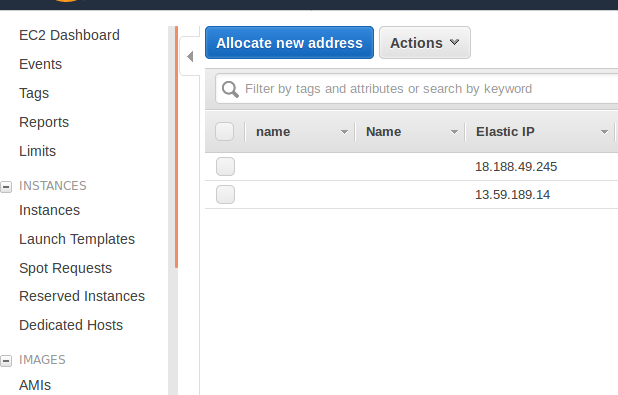 EC2 Dashboard
Events
Tags
Reports
Limits
INSTANCES
Instances
Launch Templates
Spot Requests
Reserved Instances
Dedicated Hosts
IMAGES
AMIs
Allocate new address Actions
Filter by tags and attributes or search by keyword
name Name Elastic IP
18.188.49.245
13.59.189.14